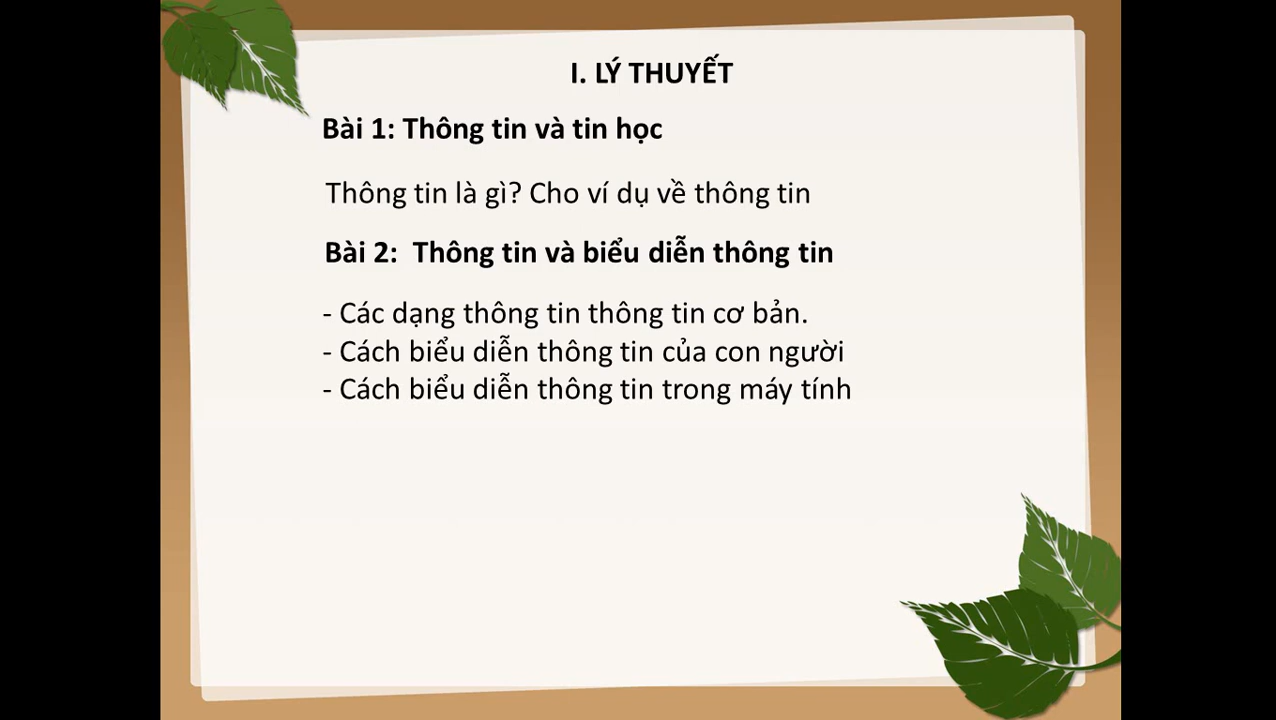 I. LÝ THUYẾT
Bài 1: Thông tin và tin học
Thông tin là gì? Cho ví dụ về thông tin
Bài 2: Thông tin và biểu diễn thông tin
- Các dạng thông tin thông tin cơ bản.
- Cách biểu diễn thông tin của con người
- Cách biểu diễn thông tin trong máy tính